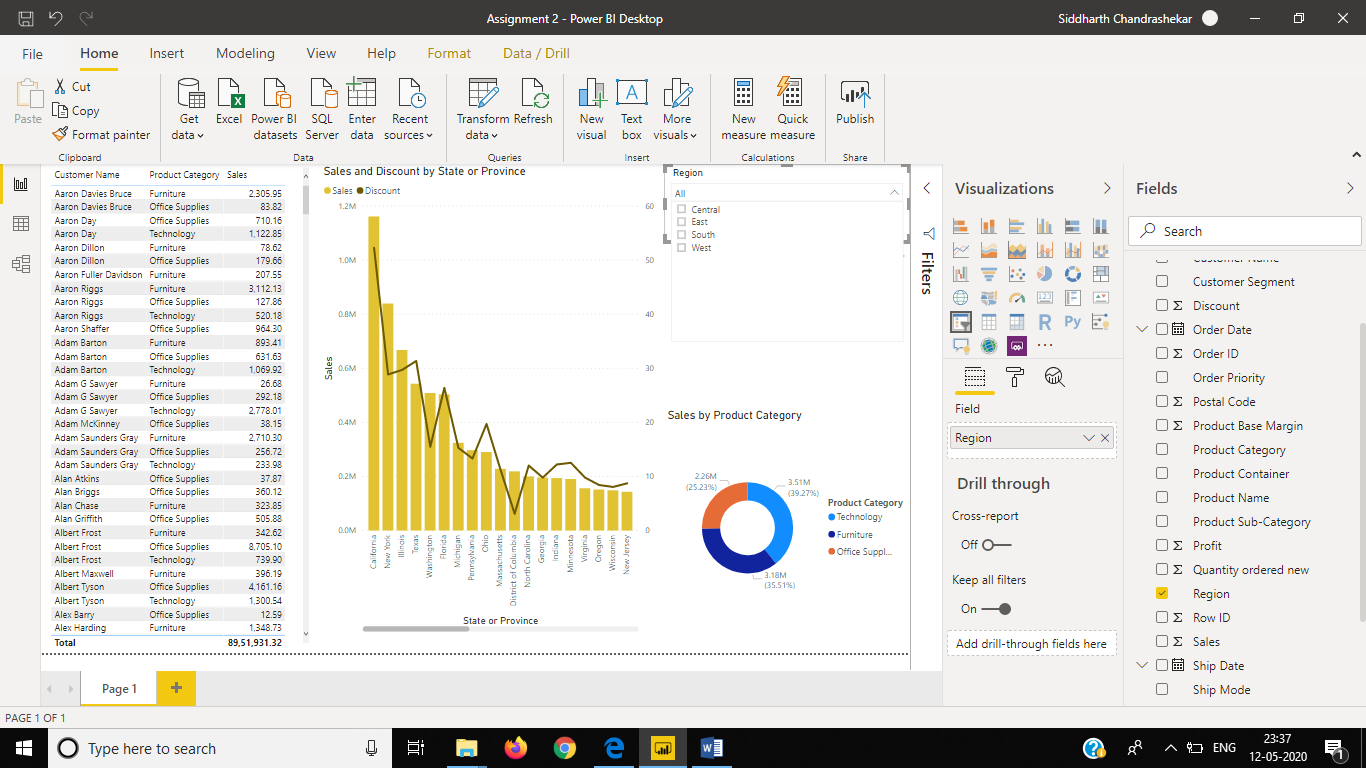 Assignment 2 - Power BI Desktop
Siddharth Chandrashekar
File Home Insert Modeling View Help Format Data / Drill
Paste
Cut
Copy
Format painter
Clipboard
Get data
Excel
Power BI datasets
SQL Server
Enter data
Recent sources
Data
Transform data
Refresh
Queries
New visual
Text box
More visuals
Insert
New measure
Quick measure
Calculations
Publish
Share
Customer Name Product Category Sales
Aaron Davies Bruce Furniture 2,305.95
Aaron Davies Bruce Office Supplies 83.82
Aaron Day Office Supplies 710.16
Aaron Day Technology 1,122.85
Aaron Dillon Furniture 78.62
Aaron Dillon Office Supplies 179.66
Aaron Fuller Davidson Furniture 207.55
Aaron Riggs Furniture 3,112.13
Aaron Riggs Office Supplies 127.86
Aaron Riggs Technology 520.18
Aaron Shaffer Office Supplies 964.30
Adam Barton Furniture 893.41
Adam Barton Office Supplies 631.63
Adam Barton Technology 1,069.92
Adam G Sawyer Furniture 26.68
Adam G Sawyer Office Supplies 292.18
Adam G Sawyer Technology 2,778.01
Adam McKinney Office Supplies 38.15
Adam Saunders Gray Furniture 2,710.30
Adam Saunders Gray Office Supplies 256.72
Adam Saunders Gray Technology 233.98
Alan Atkins Office Supplies 37.87
Alan Briggs Office Supplies 360.12
Alan Chase Furniture 323.85
Alan Griffith Office Supplies 505.88
Albert Frost Furniture 342.62
Albert Frost Office Supplies 8,705.10
Albert Frost Technology 739.90
Albert Maxwell Furniture 396.19
Albert Tyson Office Supplies 4,161.16
Albert Tyson Technology 1,300.54
Alex Barry Office Supplies 12.59
Alex Harding Furniture 1,348.73
Total 89,51,931.32
Sales and Discount by State or Province
Sales Discount
1.2M
1.0M
0.8M
0.6M
0.4M
0.2M
0.0M
Sales
60
50
40
30
20
10
0
California
New York
Illinois
Texas
Washington
Florida
Michigan
Pennsylvania
Ohio
Massachusetts
District of Columbia
North Carolina
Georgia
Indiana
Minnesota
Virginia
Oregon
Wisconsin
New Jersey
State or Province
Region
All
Central
East
South
West
Sales by Product Category
2.26M
(25.23%)
3.51M
(39.27%)
3.18M
(35.51%)
Product Category
Technology
Furniture
Office Suppl...
Filters
Visualizations
R
Py
...
Field
Region
Drill through
Cross-report
Off
Keep all filters
On
Add drill-through fields here
Fields
Search
Customer Name
Customer Segment
Discount
Order Date
Order ID
Order Priority
Postal Code
Product Base Margin
Product Category
Product Container
Product Name
Product Sub-Category
Profit
Quantity ordered new
Region
Row ID
Sales
Ship Date
Ship Mode
Page 1
PAGE 1 OF 1
Type here to search
ENG
23:37
12-05-2020
1